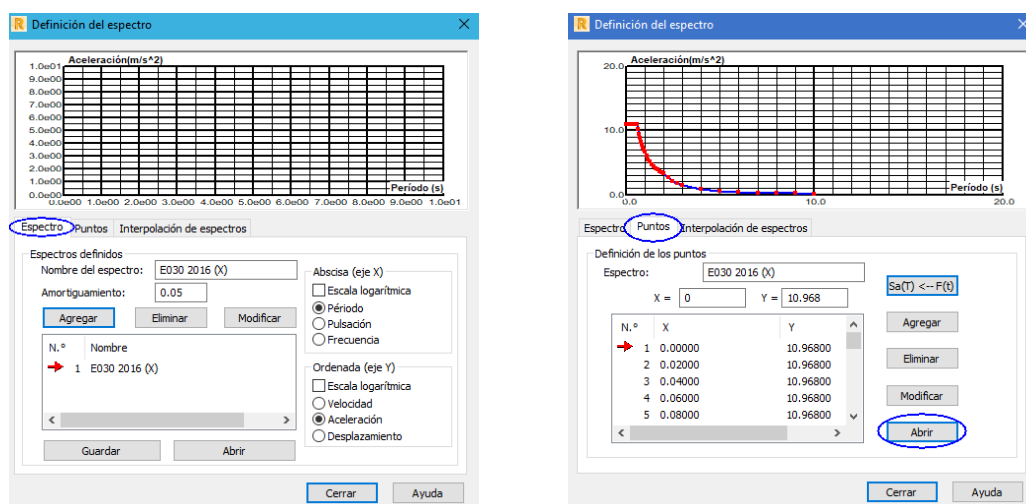 Definición del espectro
Aceleración(m/s^2)
1.0e01
9.0e00
8.0e00
7.0e00
6.0e00
5.0e00
4.0e00
3.0e00
2.0e00
1.0e00
0.0e00
Período (s)
0.0e00 1.0e00 2.0e00 3.0e00 4.0e00 5.0e00 6.0e00 7.0e00 8.0e00 9.0e00 1.0e01
Espectro Puntos Interpolación de espectros
Espectros definidos
Nombre del espectro: E030 2016 (X)
Amortiguamiento: 0.05
Agregar Eliminar Modificar
N.º Nombre
1 E030 2016 (X)
Guardar Abrir
Abscisa (eje X)
Escala logarítmica
Período
Pulsación
Frecuencia
Ordenada (eje Y)
Escala logarítmica
Velocidad
Aceleración
Desplazamiento
Cerrar Ayuda
Definición del espectro
Aceleración(m/s^2)
20.0
10.0
0.0
Período (s)
0.0 10.0 20.0
Espectro Puntos Interpolación de espectros
Definición de los puntos
Espectro: E030 2016 (X)
X = 0 Y = 10.968
N.º X Y
1 0.00000 10.96800
2 0.02000 10.96800
3 0.04000 10.96800
4 0.06000 10.96800
5 0.08000 10.96800
Sa(T) <-- F(t)
Agregar
Eliminar
Modificar
Abrir
Cerrar Ayuda